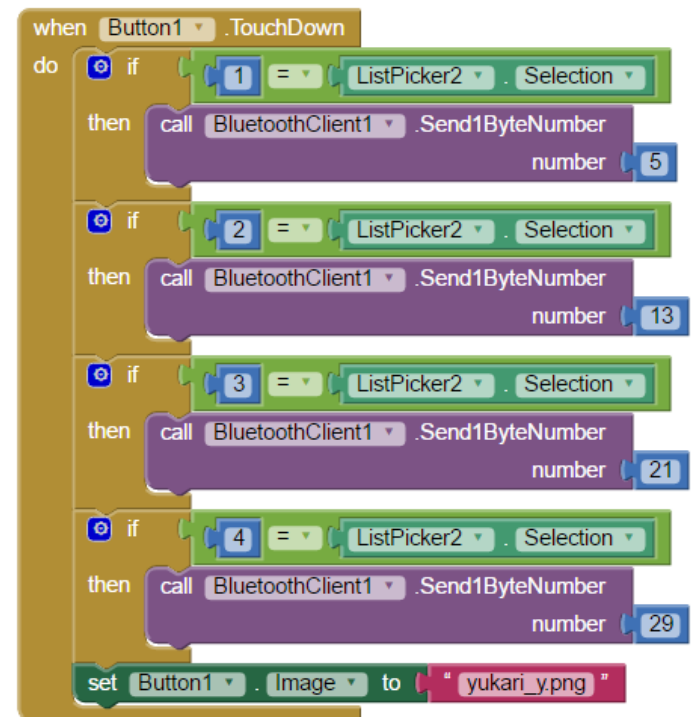 when Button1 .TouchDown
do if 1 = ListPicker2 . Selection
then call BluetoothClient1 .Send1ByteNumber
number 5
if 2 = ListPicker2 . Selection
then call BluetoothClient1 .Send1ByteNumber
number 13
if 3 = ListPicker2 . Selection
then call BluetoothClient1 .Send1ByteNumber
number 21
if 4 = ListPicker2 . Selection
then call BluetoothClient1 .Send1ByteNumber
number 29
set Button1 . Image to " yukari_y.png "